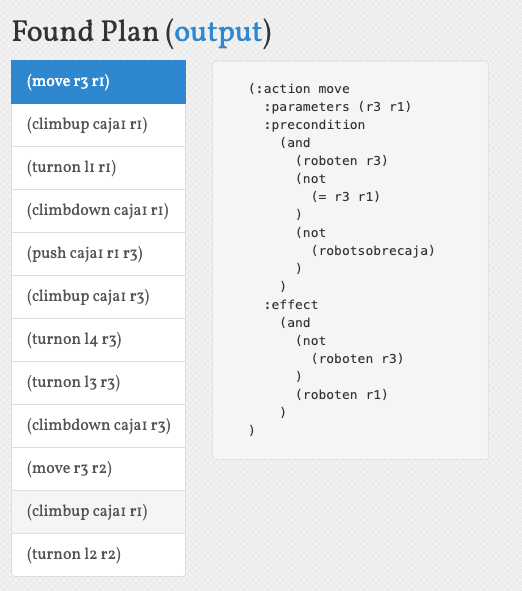 Found Plan (output)
(move r3 r1)
(climbup caja1 r1)
(turnon l1 r1)
(climbdown caja1 r1)
(push caja1 r1 r3)
(climbup caja1 r3)
(turnon l4 r3)
(turnon l3 r3)
(climbdown caja1 r3)
(move r3 r2)
(climbup caja1 r1)
(turnon l2 r2)
(:action move
:parameters (r3 r1)
:precondition
(and
(roboten r3)
(not
(= r3 r1)
)
(not
(robotsobrecaja)
)
)
:effect
(and
(not
(roboten r3)
)
(roboten r1)
)
)